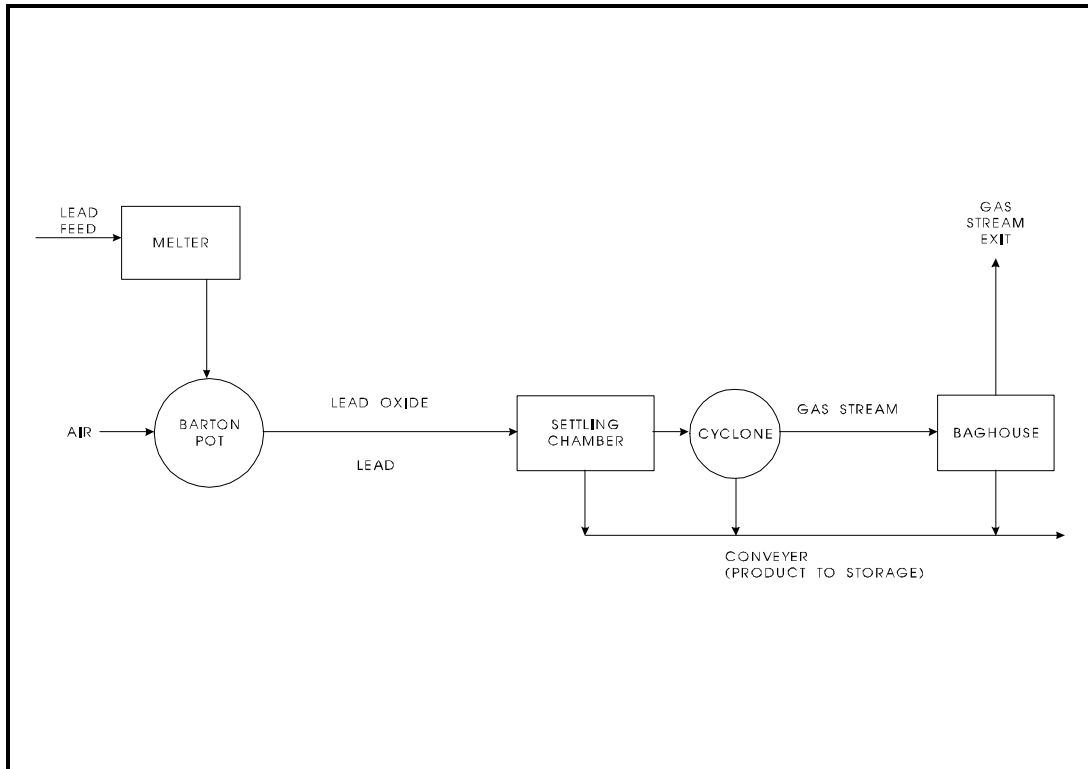 LEAD
FEED
MELTER
GAS
STREAM
EXIT
AIR
BARTON
POT
LEAD OXIDE
LEAD
SETTLING
CHAMBER
CYCLONE
GAS STREAM
BAGHOUSE
CONVEYER
(PRODUCT TO STORAGE)